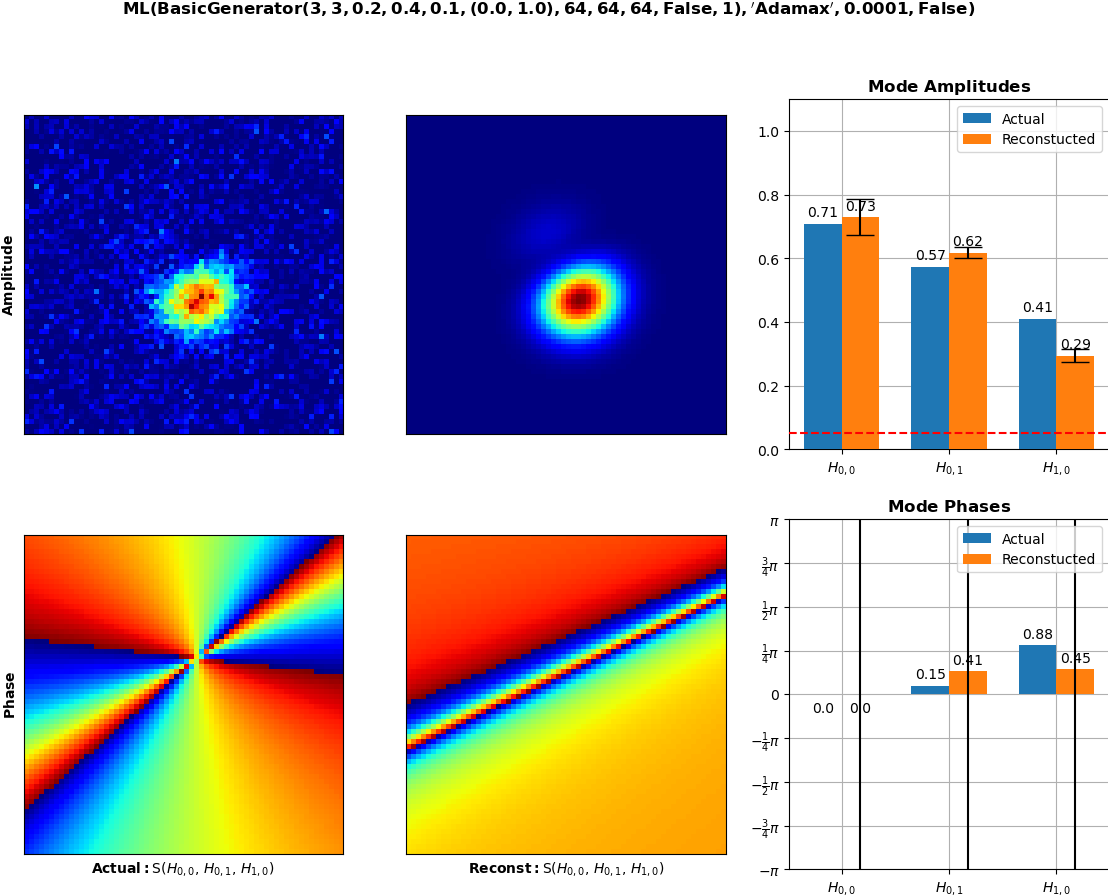 ML(BasicGenerator(3, 3, 0.2, 0.4, 0.1, (0.0, 1.0), 64, 64, 64, False, 1), ′Adamax′, 0.0001, False)
Amplitude
Mode Amplitudes
Actual
Reconstucted
1.0
0.8
0.6
0.4
0.2
0.0
0.71
0.73
0.57
0.62
0.41
0.29
H0,0
H0,1
H1,0
Phase
Actual: S(H0,0, H0,1, H1,0)
Reconst: S(H0,0, H0,1, H1,0)
Mode Phases
Actual
Reconstucted
π
3/4π
1/2π
1/4π
0
−1/4π
−1/2π
−3/4π
−π
0.0
0.0
0.15
0.41
0.88
0.45
H0,0
H0,1
H1,0